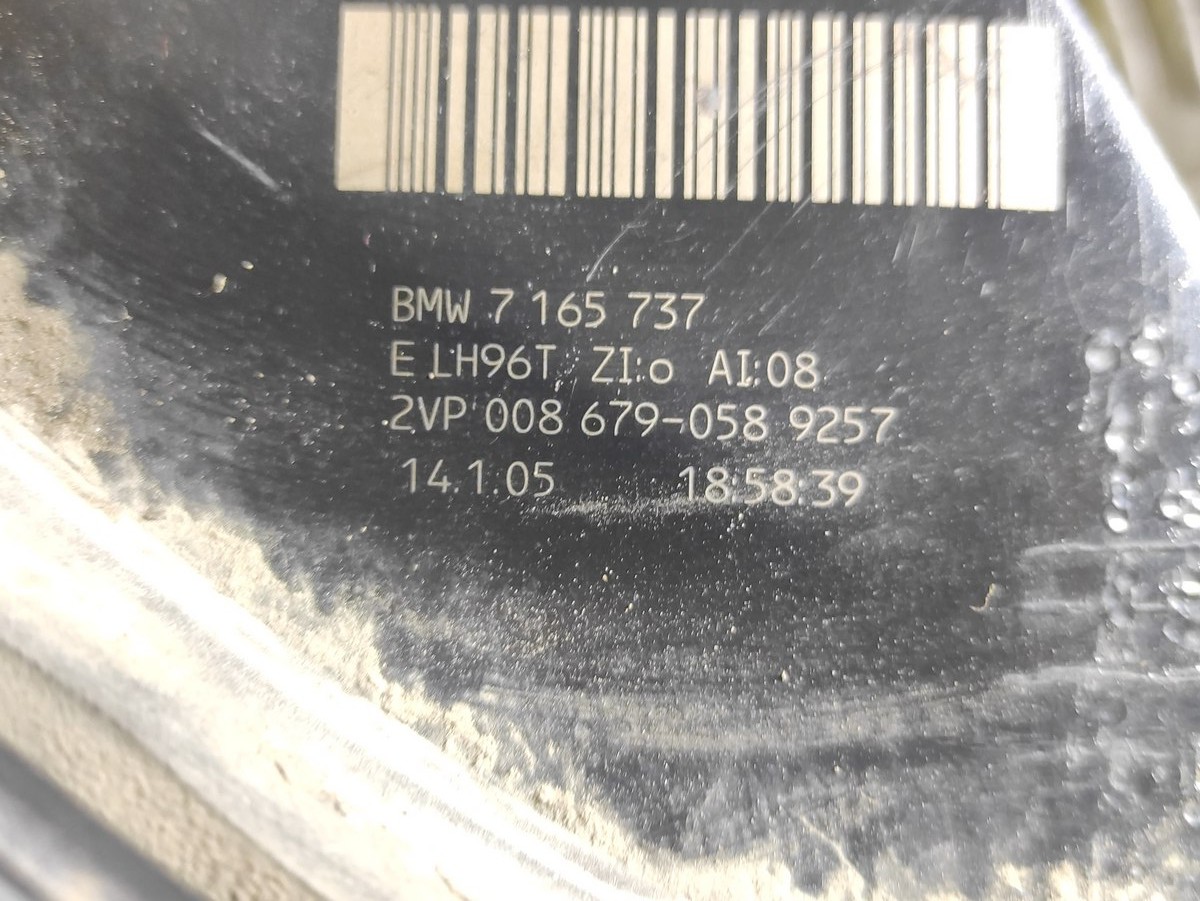 BMW 7 165 737
E LH96T ZI:o AI:08
2VP 008 679-058 9257
14.1.05 18:58:39